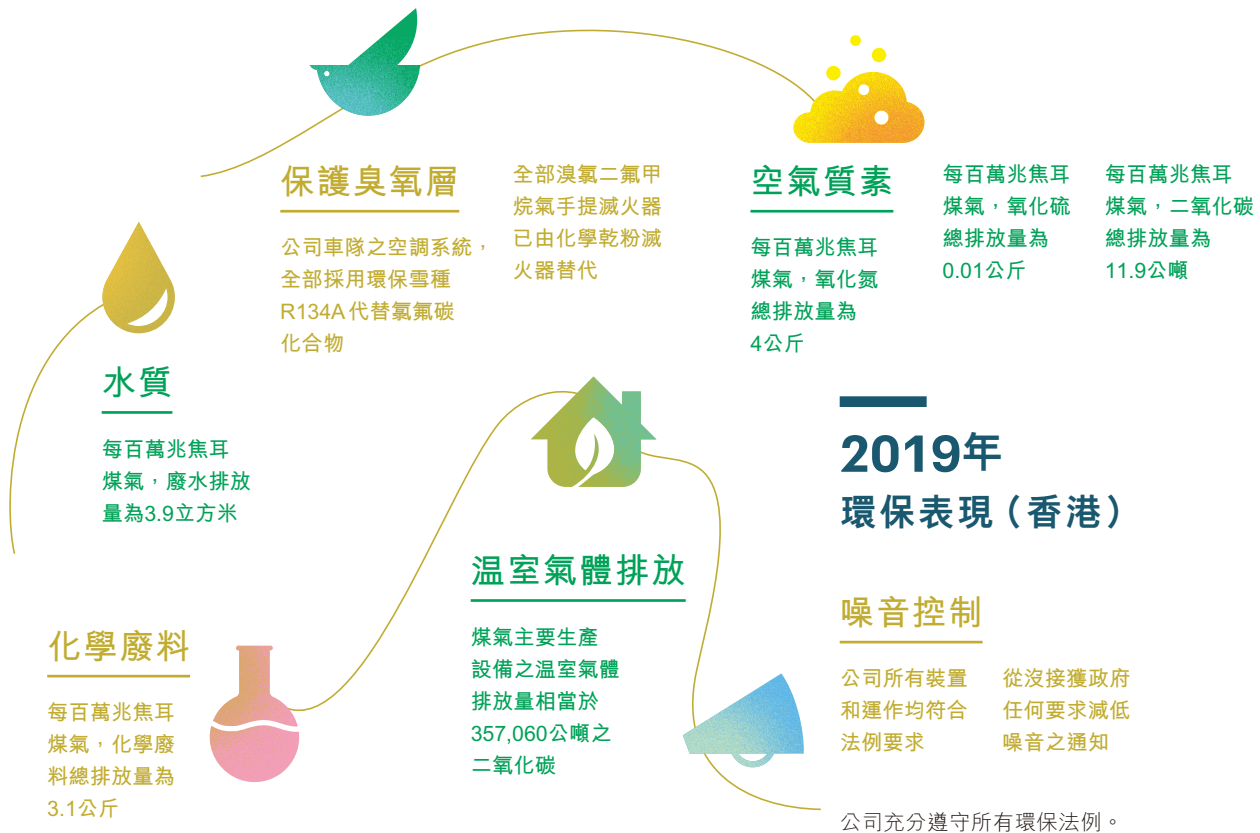 保護臭氧層
公司車隊之空調系統，
全部採用環保雪種
R134A代替氯氟碳
化合物
全部溴氯二氟甲
烷氣手提滅火器
已由化學乾粉滅
火器替代
空氣質素
每百萬兆焦耳
煤氣，氧化氮
總排放量為
4公斤
每百萬兆焦耳
煤氣，氧化硫
總排放量為
0.01公斤
每百萬兆焦耳
煤氣，二氧化碳
總排放量為
11.9公噸
水質
每百萬兆焦耳
煤氣，廢水排放
量為3.9立方米
2019年
環保表現（香港）
温室氣體排放
煤氣主要生產
設備之温室氣體
排放量相當於
357,060公噸之
二氧化碳
噪音控制
公司所有裝置
和運作均符合
法例要求
從沒接獲政府
任何要求減低
噪音之通知
化學廢料
每百萬兆焦耳
煤氣，化學廢
料總排放量為
3.1公斤
公司充分遵守所有環保法例。